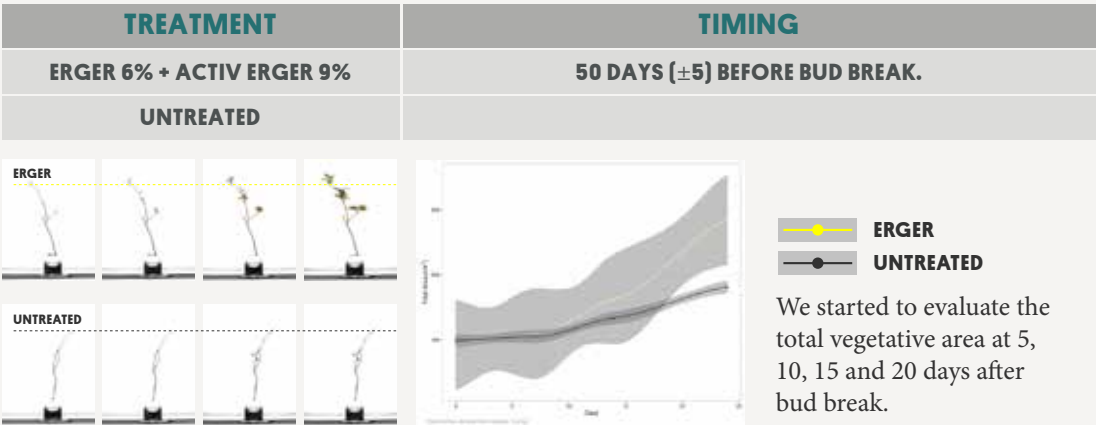 TREATMENT
TIMING
ERGER 6% + ACTIV ERGER 9%
50 DAYS (±5) BEFORE BUD BREAK.
UNTREATED
ERGER
UNTREATED
ERGER
UNTREATED
We started to evaluate the
total vegetative area at 5,
10, 15 and 20 days after
bud break.